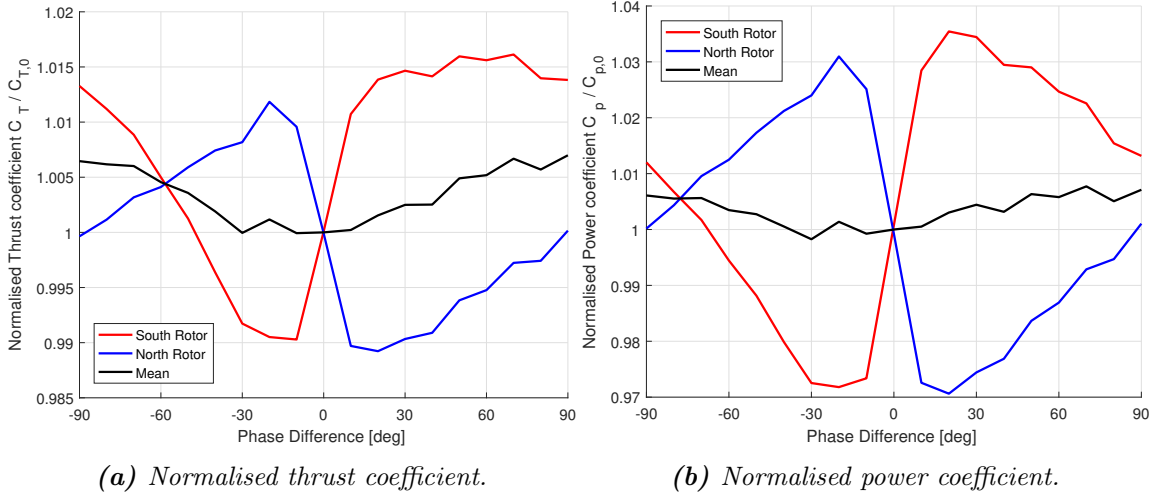 1.02
1.015
1.01
1.005
1
0.995
0.99
0.985
Normalised Thrust coefficient C T / C T,0
South Rotor
North Rotor
Mean
-90 -60 -30 0 30 60 90
Phase Difference [deg]
(a) Normalised thrust coefficient.
1.04
1.03
1.02
1.01
1
0.99
0.98
0.97
Normalised Power coefficient C p / C p,0
South Rotor
North Rotor
Mean
-90 -60 -30 0 30 60 90
Phase Difference [deg]
(b) Normalised power coefficient.